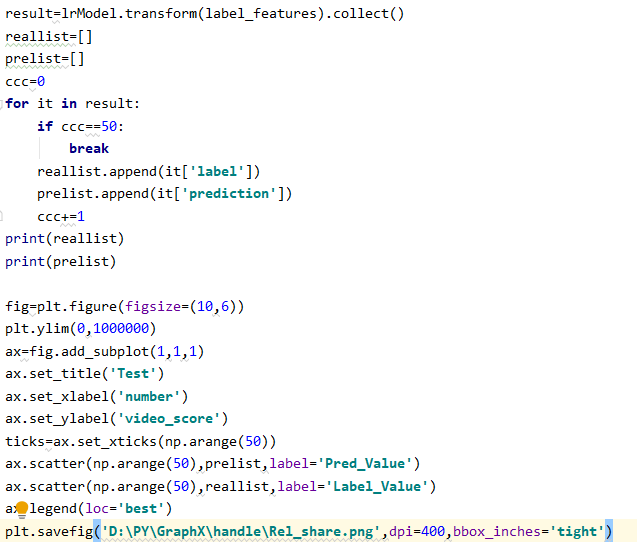 result=lrModel.transform(label_features).collect()
reallist=[]
prelist=[]
ccc=0
for it in result:
    if ccc==50:
        break
    reallist.append(it['label'])
    prelist.append(it['prediction'])
    ccc+=1
print(reallist)
print(prelist)

fig=plt.figure(figsize=(10,6))
plt.ylim(0,1000000)
ax=fig.add_subplot(1,1,1)
ax.set_title('Test')
ax.set_xlabel('number')
ax.set_ylabel('video_score')
ticks=ax.set_xticks(np.arange(50))
ax.scatter(np.arange(50),prelist,label='Pred_Value')
ax.scatter(np.arange(50),reallist,label='Label_Value')
ax legend(loc='best')
plt.savefig('D:\PY\GraphX\handle\Rel_share.png',dpi=400,bbox_inches='tight')